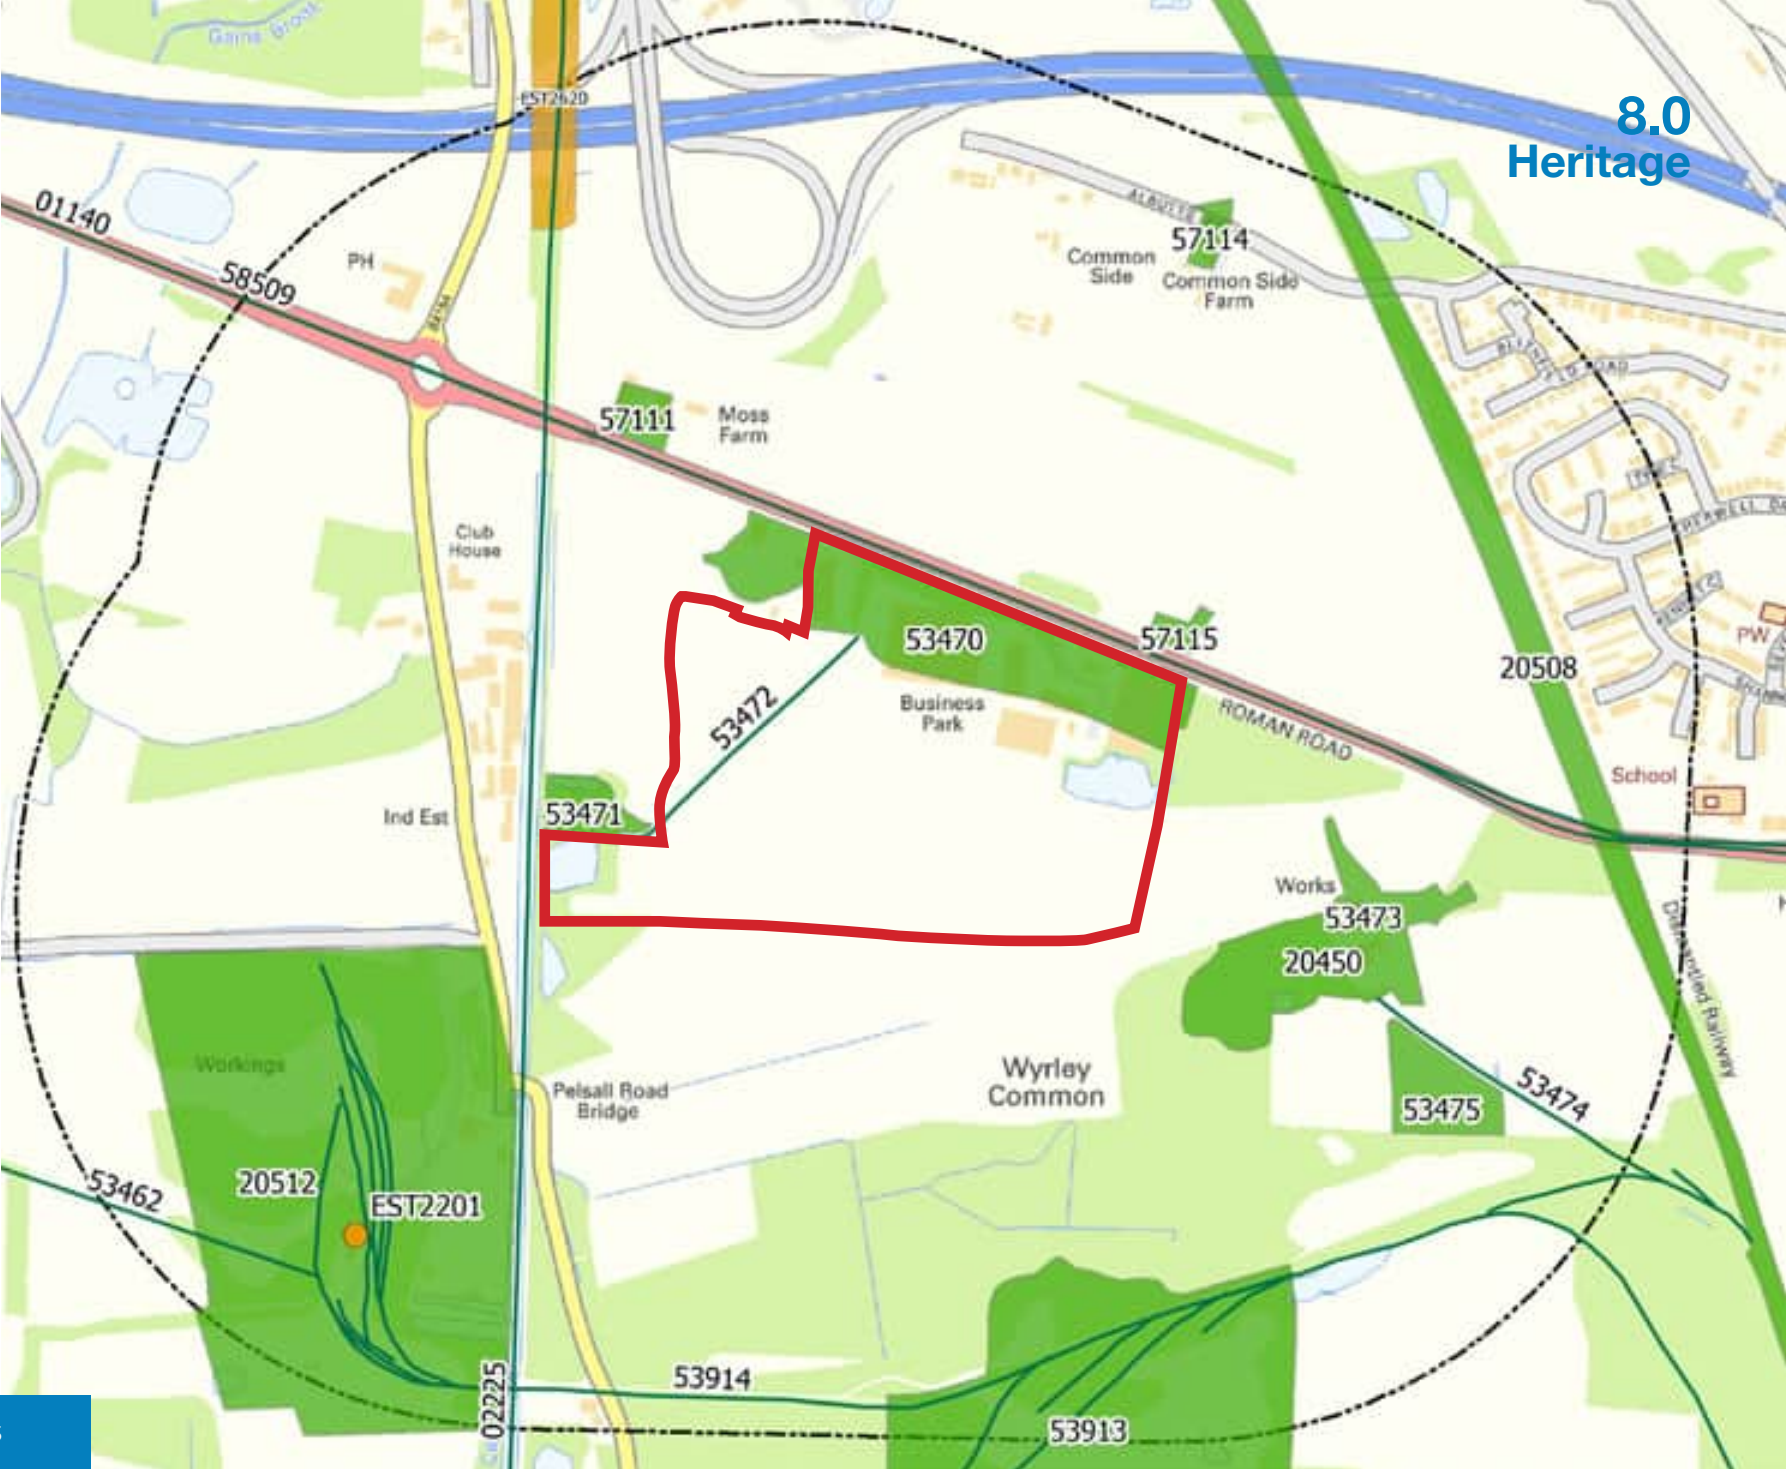 8.0
Heritage
EST2620
01140
58509
PH
ALBUTTS
57114
Common
Side
Common Side
Farm
57111
Moss
Farm
Club
House
53470
57115
53472
Business
Park
ROMAN ROAD
20508
PW
School
53471
Ind Est
Works
53473
20450
Dismantled Railway
Workings
Pelsall Road
Bridge
Wyrley
Common
53475
53474
53462
20512
EST2201
02225
53914
53913